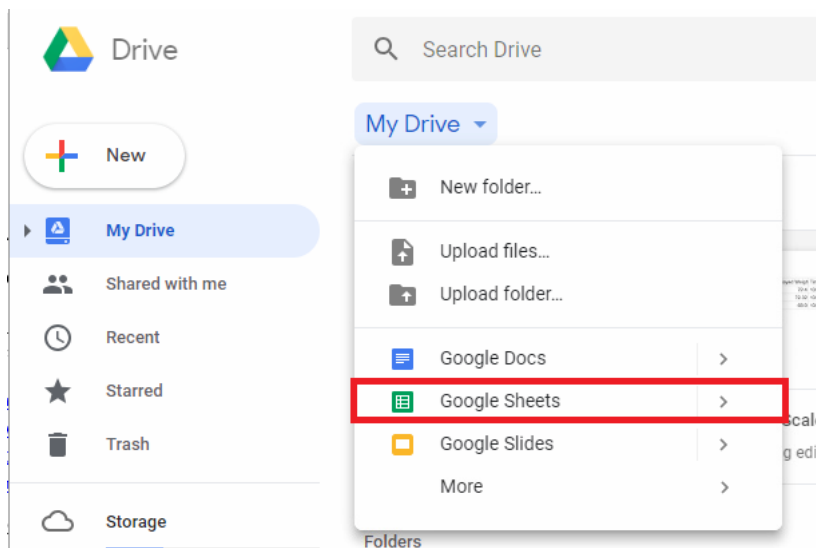 Drive
Search Drive
My Drive
New
New folder...
My Drive
Upload files...
Shared with me
Upload folder...
Recent
Google Docs
Starred
Google Sheets
Google Slides
g edi
Trash
More
Storage
Folders